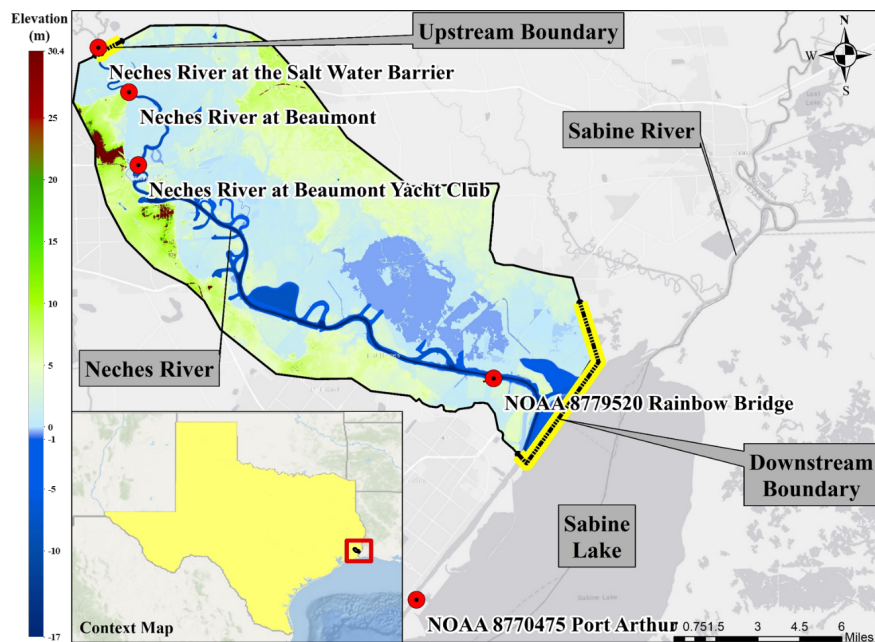 Elevation
(m)
30.4
25
20
15
10
5
0
-1
-5
-10
-17
Upstream Boundary
N
W
E
S
Neches River at the Salt Water Barrier
Neches River at Beaumont
Sabine River
Neches River at Beaumont Yacht Club
Neches River
NOAA 8779520 Rainbow Bridge
Downstream
Boundary
Sabine
Lake
Sabine Lake
NOAA 8770475 Port Arthur
Context Map
0 0.751.5 3 4.5 6
Miles